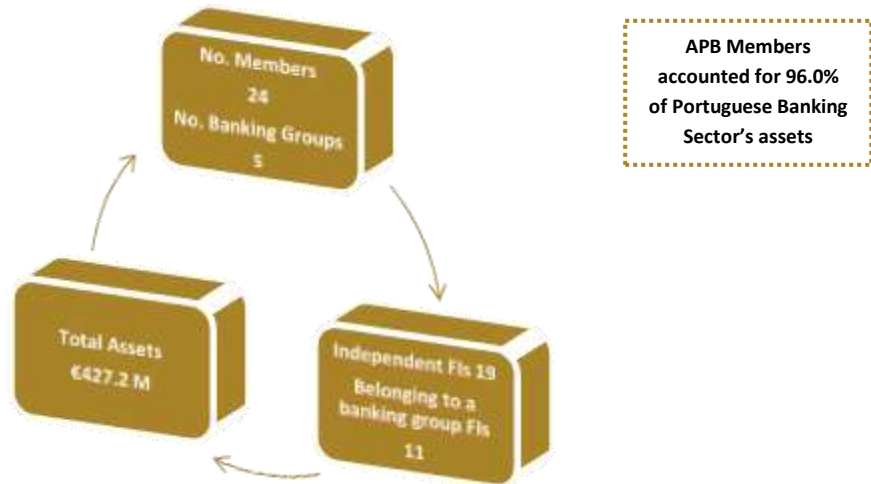 No. Members
24
No. Banking Groups
5
APB Members
accounted for 96.0%
of Portuguese Banking
Sector’s assets
Total Assets
€427.2 M
Independent FIs 19
Belonging to a
banking group FIs
11